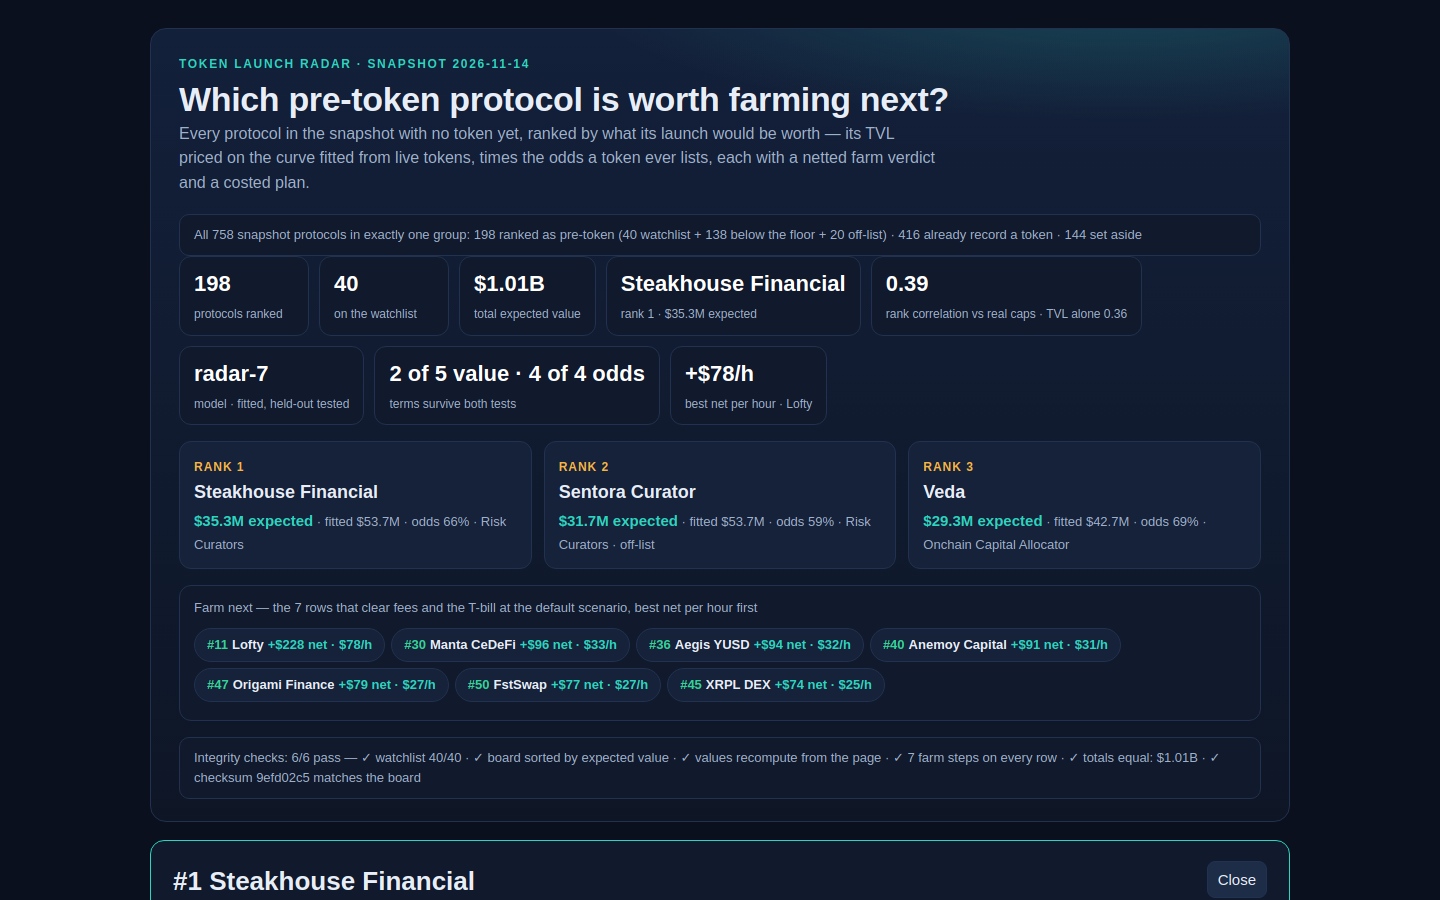 TOKEN LAUNCH RADAR · SNAPSHOT 2026-11-14
Which pre-token protocol is worth farming next?
Every protocol in the snapshot with no token yet, ranked by what its launch would be worth — its TVL
priced on the curve fitted from live tokens, times the odds a token ever lists, each with a netted farm verdict
and a costed plan.
All 758 snapshot protocols in exactly one group: 198 ranked as pre-token (40 watchlist + 138 below the floor + 20 off-list) · 416 already record a token · 144 set aside
198
protocols ranked
40
on the watchlist
$1.01B
total expected value
Steakhouse Financial
rank 1 · $35.3M expected
0.39
rank correlation vs real caps · TVL alone 0.36
radar-7
model · fitted, held-out tested
2 of 5 value · 4 of 4 odds
terms survive both tests
+$78/h
best net per hour · Lofty
RANK 1
Steakhouse Financial
$35.3M expected · fitted $53.7M · odds 66% · Risk
Curators
RANK 2
Sentora Curator
$31.7M expected · fitted $53.7M · odds 59% · Risk
Curators · off-list
RANK 3
Veda
$29.3M expected · fitted $42.7M · odds 69% ·
Onchain Capital Allocator
Farm next — the 7 rows that clear fees and the T-bill at the default scenario, best net per hour first
#11 Lofty +$228 net · $78/h
#30 Manta CeDeFi +$96 net · $33/h
#36 Aegis YUSD +$94 net · $32/h
#40 Anemoy Capital +$91 net · $31/h
#47 Origami Finance +$79 net · $27/h
#50 FstSwap +$77 net · $27/h
#45 XRPL DEX +$74 net · $25/h
Integrity checks: 6/6 pass — ✓ watchlist 40/40 · ✓ board sorted by expected value · ✓ values recompute from the page · ✓ 7 farm steps on every row · ✓ totals equal: $1.01B · ✓
checksum 9efd02c5 matches the board
#1 Steakhouse Financial
Close